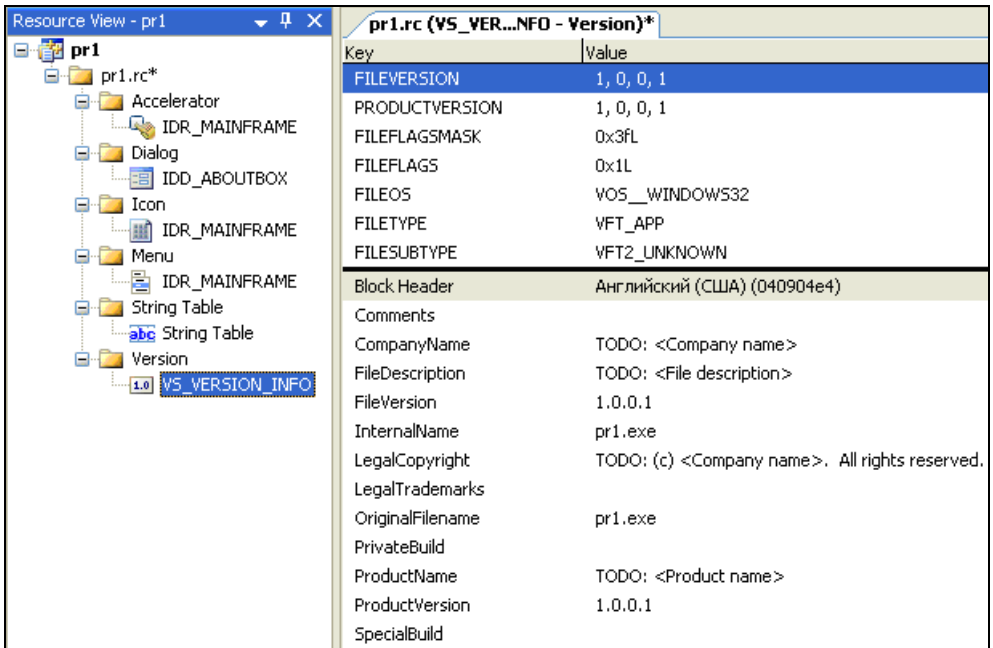 Resource View - pr1
pr1
pr1.rc*
Accelerator
IDR_MAINFRAME
Dialog
IDD_ABOUTBOX
Icon
IDR_MAINFRAME
Menu
IDR_MAINFRAME
String Table
abc String Table
Version
1.0 VS_VERSION_INFO
pr1.rc (VS_VER...NFO - Version)*
Key Value
FILEVERSION 1, 0, 0, 1
PRODUCTVERSION 1, 0, 0, 1
FILEFLAGSMASK 0x3fL
FILEFLAGS 0x1L
FILEOS VOS__WINDOWS32
FILETYPE VFT_APP
FILESUBTYPE VFT2_UNKNOWN
Block Header Английский (США) (040904e4)
Comments
CompanyName TODO: <Company name>
FileDescription TODO: <File description>
FileVersion 1.0.0.1
InternalName pr1.exe
LegalCopyright TODO: (c) <Company name>. All rights reserved.
LegalTrademarks
OriginalFilename pr1.exe
PrivateBuild
ProductName TODO: <Product name>
ProductVersion 1.0.0.1
SpecialBuild